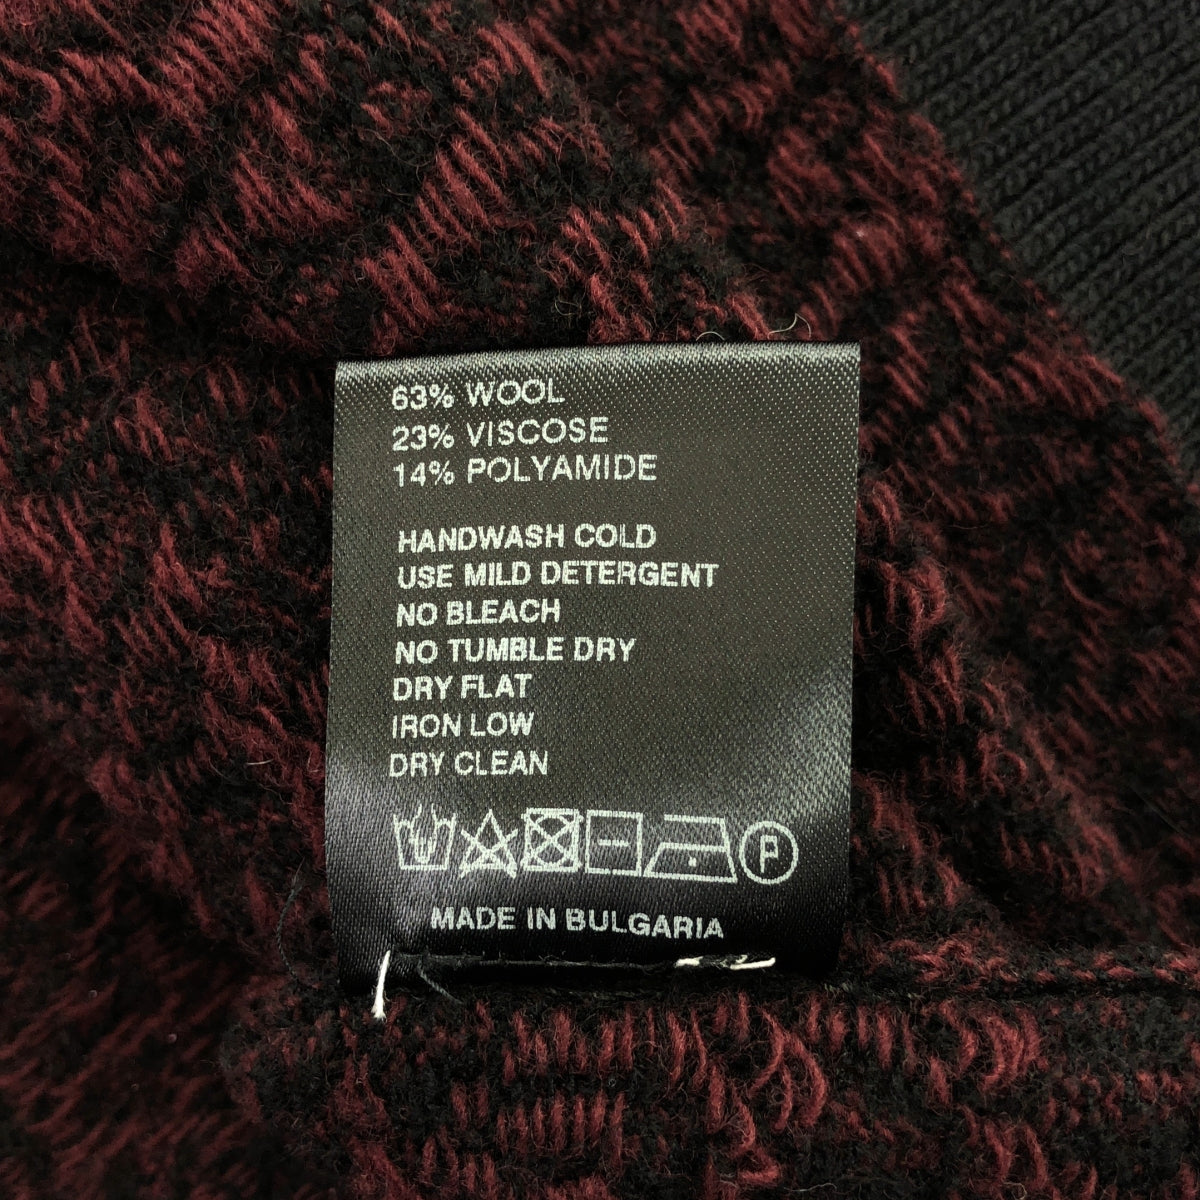 63% WOOL
23% VISCOSE
14% POLYAMIDE
HANDWASH COLD
USE MILD DETERGENT
NO BLEACH
NO TUMBLE DRY
DRY FLAT
IRON LOW
DRY CLEAN
P
MADE IN BULGARIA